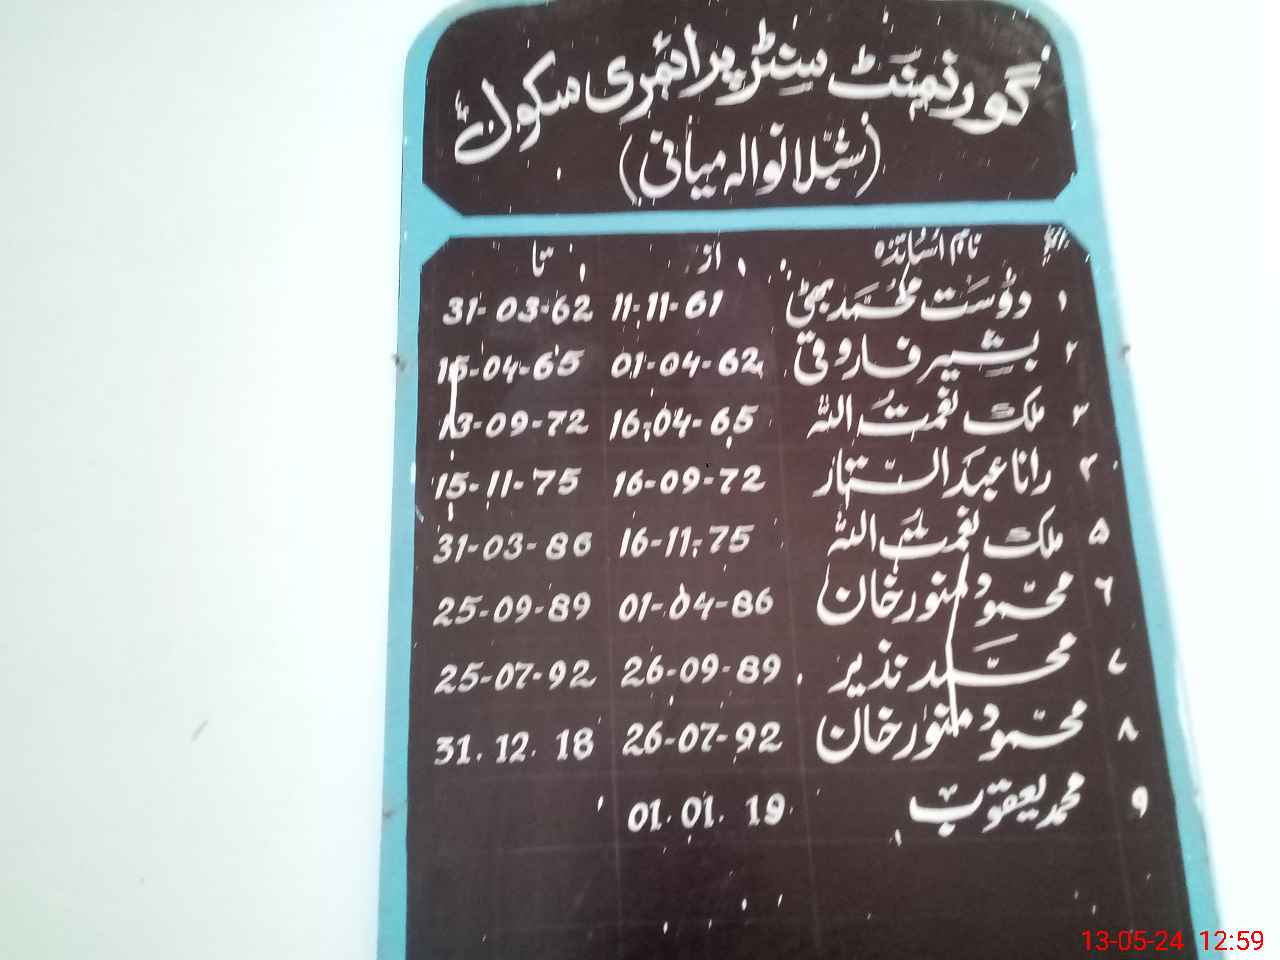 گورنمنٹ سنٹر پرائمری سکول
(شبلانوالہ میانی)
نام اساتذہ از تا
۱ دوست محمد بھٹی 11-11-61 31-03-62
۲ بشیر فاروقی 01-04-62 15-04-65
۳ ملک نعمت اللہ 16-04-65 13-09-72
۴ رانا عبدالستار 16-09-72 15-11-75
۵ ملک نعمت اللہ 16-11-75 31-03-86
۶ محمود منور خان 01-04-86 25-09-89
۷ محمد نذیر 26-09-89 25-07-92
۸ محمود منور خان 26-07-92 31.12.18
۹ محمد یعقوب 01.01.19
13-05-24 12:59